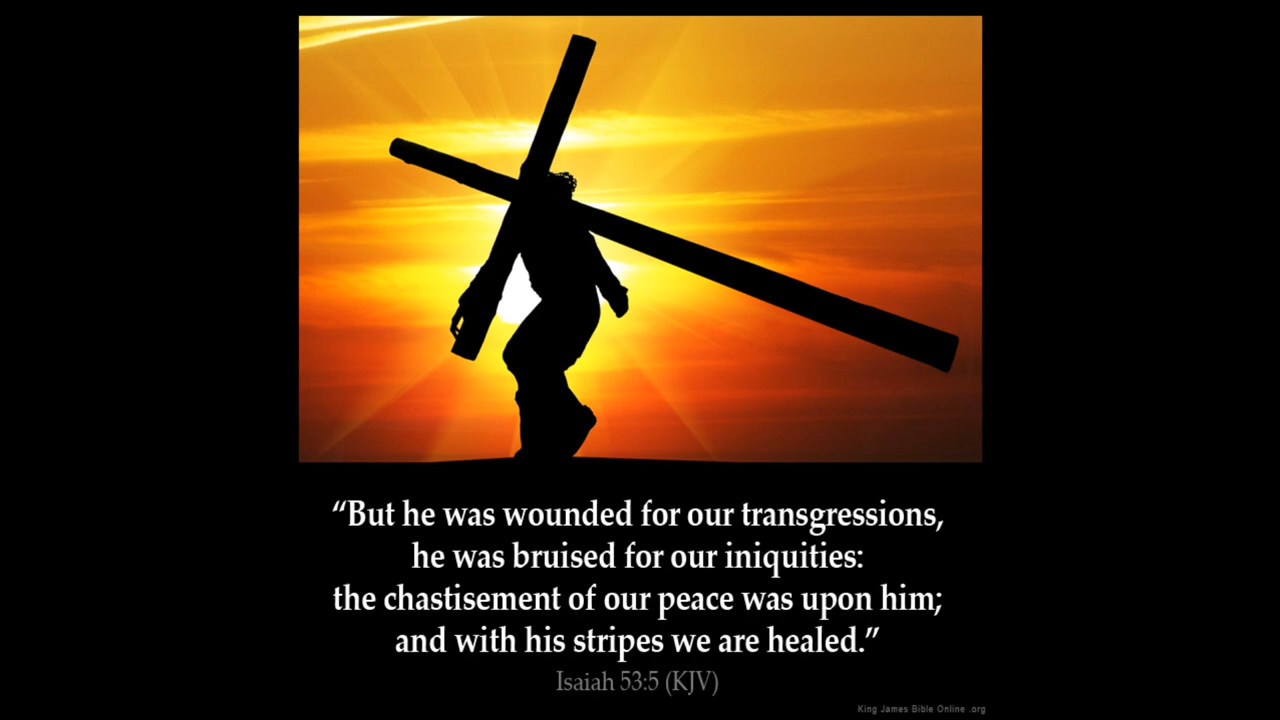 “But he was wounded for our transgressions,
he was bruised for our iniquities:
the chastisement of our peace was upon him;
and with his stripes we are healed.”
Isaiah 53:5 (KJV)
King James Bible Online .org